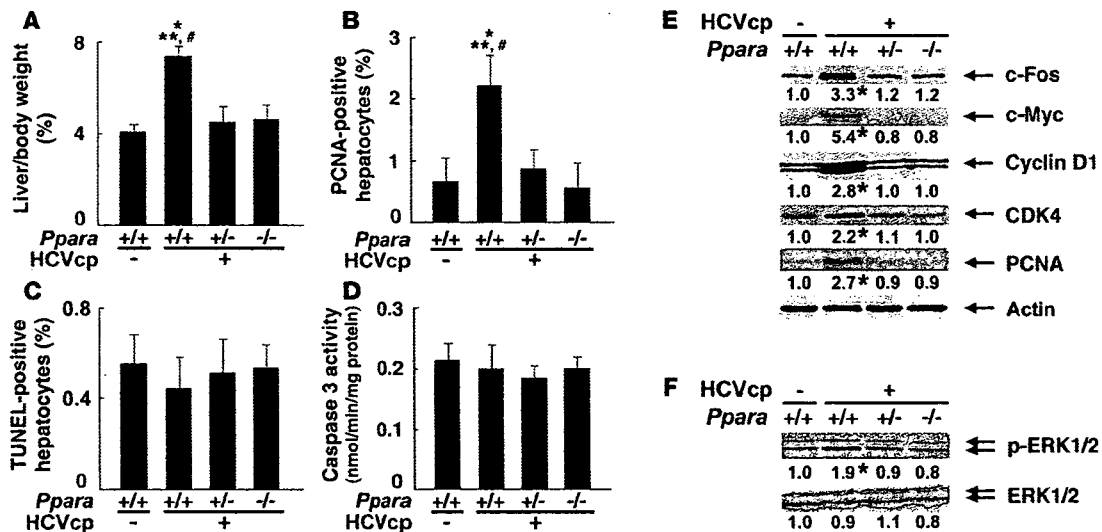 A
Liver/body weight
(%)
8
4
0
*
**, #
Ppara +/+ +/+ +/- -/-
HCVcp - +
B
PCNA-positive
hepatocytes (%)
3
2
1
0
*
**, #
Ppara +/+ +/+ +/- -/-
HCVcp - +
C
TUNEL-positive
hepatocytes (%)
0.8
0.4
0
Ppara +/+ +/+ +/- -/-
HCVcp - +
D
Caspase 3 activity
(nmol/min/mg protein)
0.3
0.2
0.1
0
Ppara +/+ +/+ +/- -/-
HCVcp - +
E
HCVcp - +
Ppara +/+ +/+ +/- -/-
c-Fos
1.0 3.3* 1.2 1.2
c-Myc
1.0 5.4* 0.8 0.8
Cyclin D1
1.0 2.8* 1.0 1.0
CDK4
1.0 2.2* 1.1 1.0
PCNA
1.0 2.7* 0.9 0.9
Actin
F
HCVcp - +
Ppara +/+ +/+ +/- -/-
p-ERK1/2
1.0 1.9* 0.9 0.8
ERK1/2
1.0 0.9 1.1 0.8